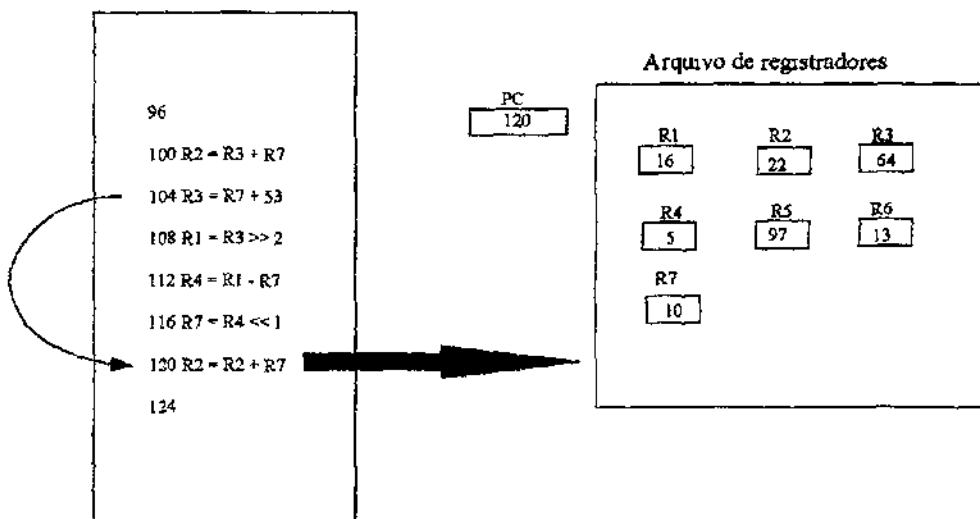 96
100 R2 = R3 + R7
104 R3 = R7 + 53
108 R1 = R3 >> 2
112 R4 = R1 - R7
116 R7 = R4 << 1
120 R2 = R2 + R7
124
PC
120
Arquivo de registradores
R1 R2 R3
16 22 64
R4 R5 R6
5 97 13
R7
10